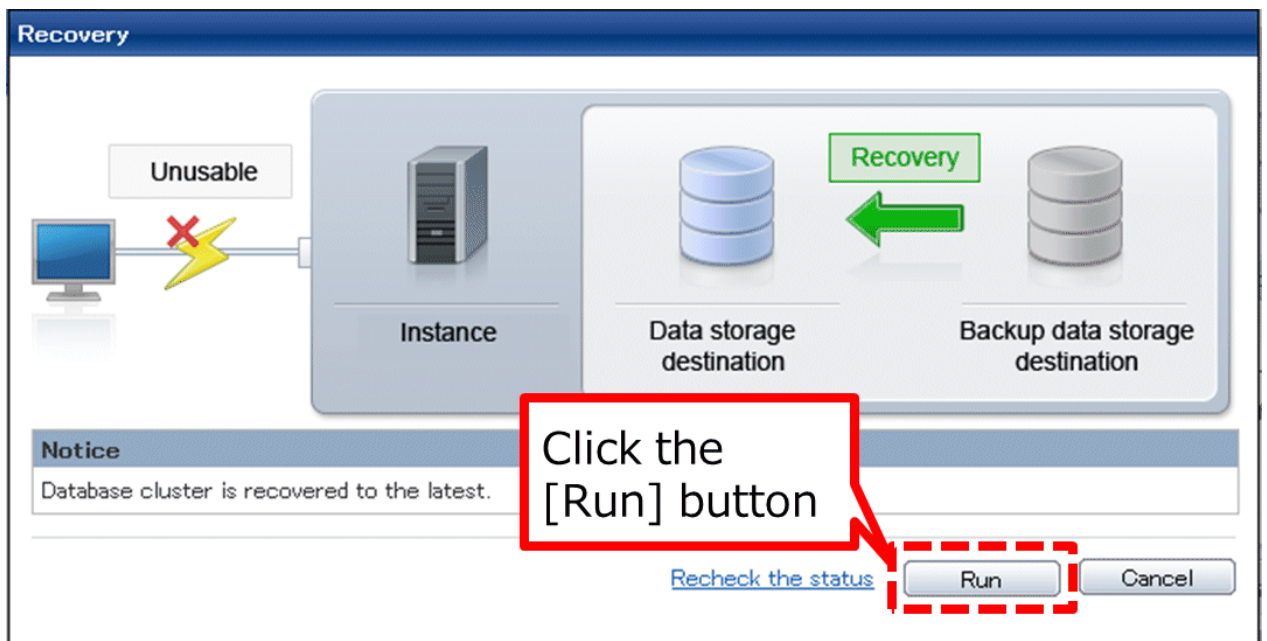 Recovery
Unusable
Recovery
Instance
Data storage
destination
Backup data storage
destination
Notice
Database cluster is recovered to the latest.
Click the
[Run] button
Recheck the status
Run
Cancel